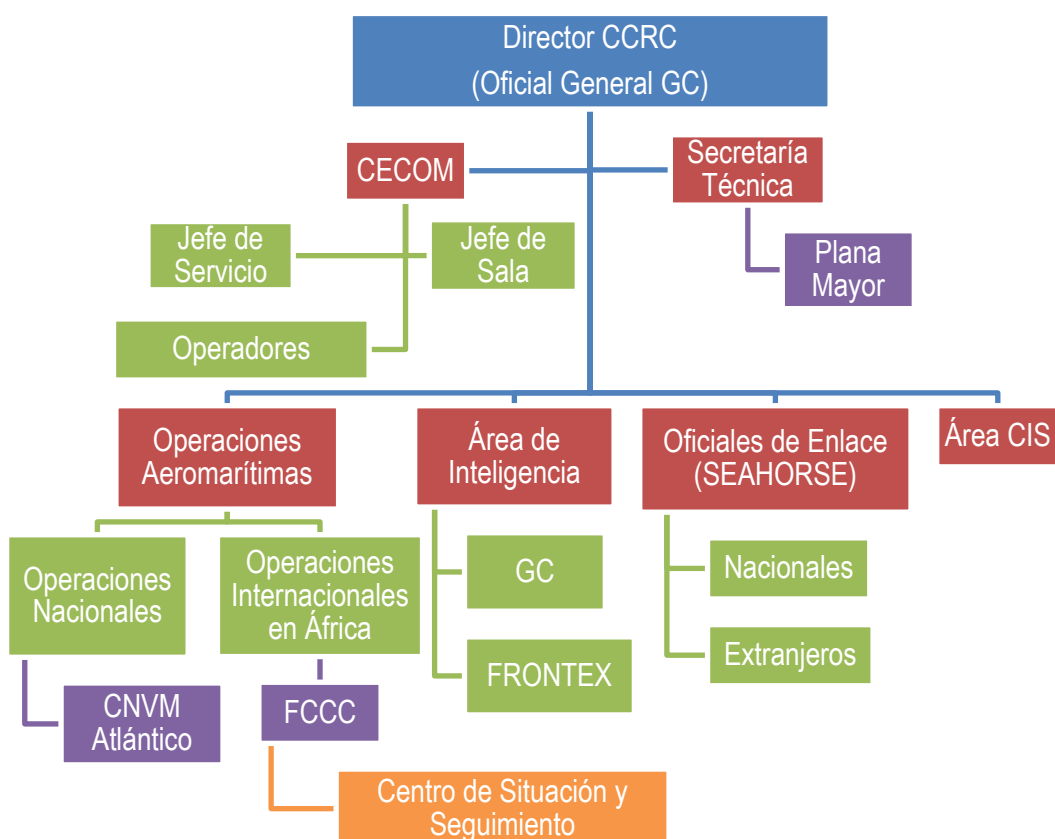 Director CCRC
(Oficial General GC)
CECOM
Secretaría
Técnica
Jefe de
Servicio
Jefe de
Sala
Plana
Mayor
Operadores
Operaciones
Aeromarítimas
Área de
Inteligencia
Oficiales de Enlace
(SEAHORSE)
Área CIS
Operaciones
Nacionales
Operaciones
Internacionales
en África
GC
Nacionales
FRONTEX
Extranjeros
CNVM
Atlántico
FCCC
Centro de Situación y
Seguimiento